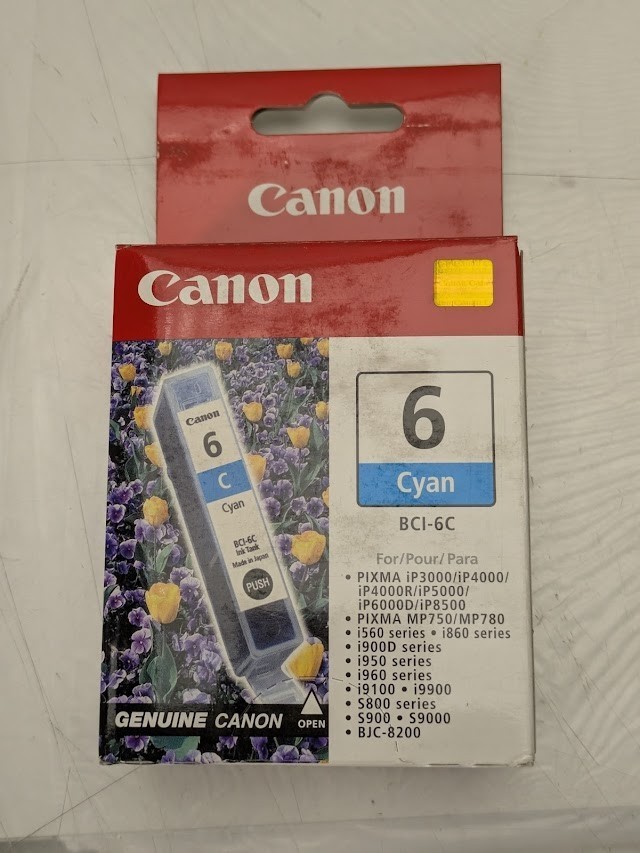 Canon
Canon
Canon
6
C
Cyan
BCI-6C
Ink Tank
Made in Japan
PUSH
GENUINE CANON
OPEN
6
Cyan
BCI-6C
For/Pour/Para
• PIXMA iP3000/iP4000/
iP4000R/iP5000/
iP6000D/iP8500
• PIXMA MP750/MP780
• i560 series • i860 series
• i900D series
• i950 series
• i960 series
• i9100 • i9900
• S800 series
• S900 • S9000
• BJC-8200